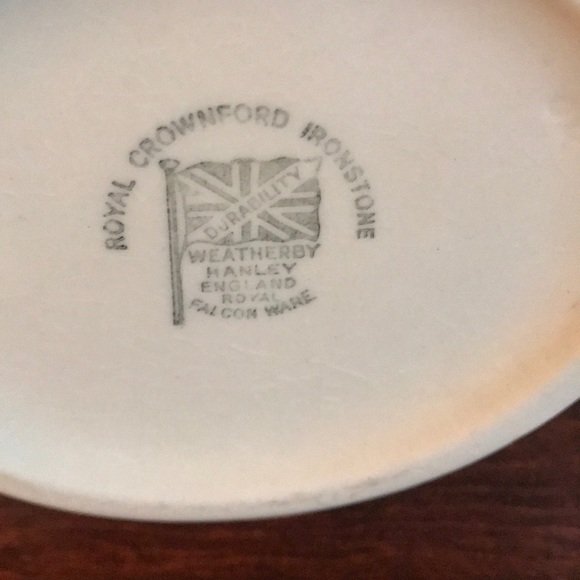 ROYAL CROWNFORD IRONSTONE
DURABILITY
WEATHERBY
HANLEY
ENGLAND
ROYAL
FALCON WARE